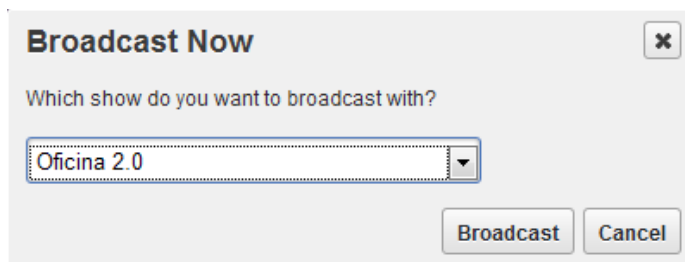 Broadcast Now
Which show do you want to broadcast with?
Oficina 2.0
Broadcast Cancel